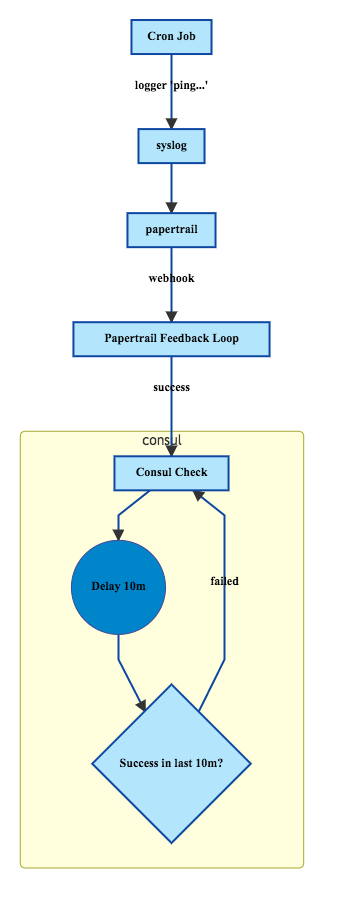 Cron Job
logger 'ping...'
syslog
papertrail
webhook
Papertrail Feedback Loop
success
consul
Consul Check
failed
Delay 10m
Success in last 10m?